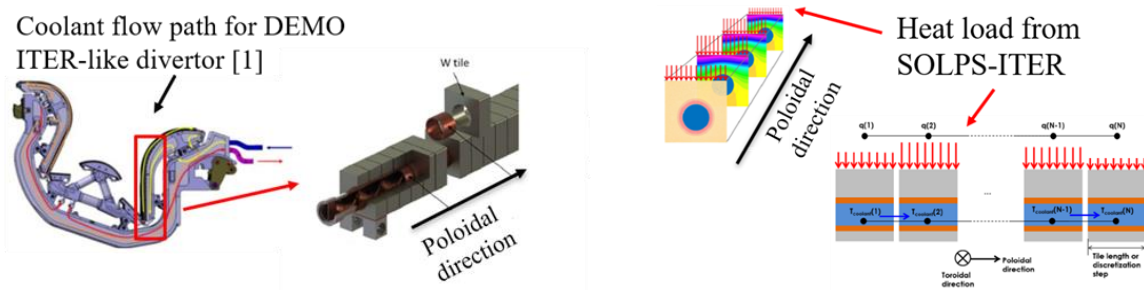 Coolant flow path for DEMO
ITER-like divertor [1]
W tile
Poloidal
direction
Poloidal
direction
Heat load from
SOLPS-ITER
q(1)
q(2)
q(N-1)
q(N)
...
Tcoolant(1)
Tcoolant(2)
Tcoolant(N-1)
Tcoolant(N)
Toroidal
direction
Poloidal
direction
Tile length or
discretization
step